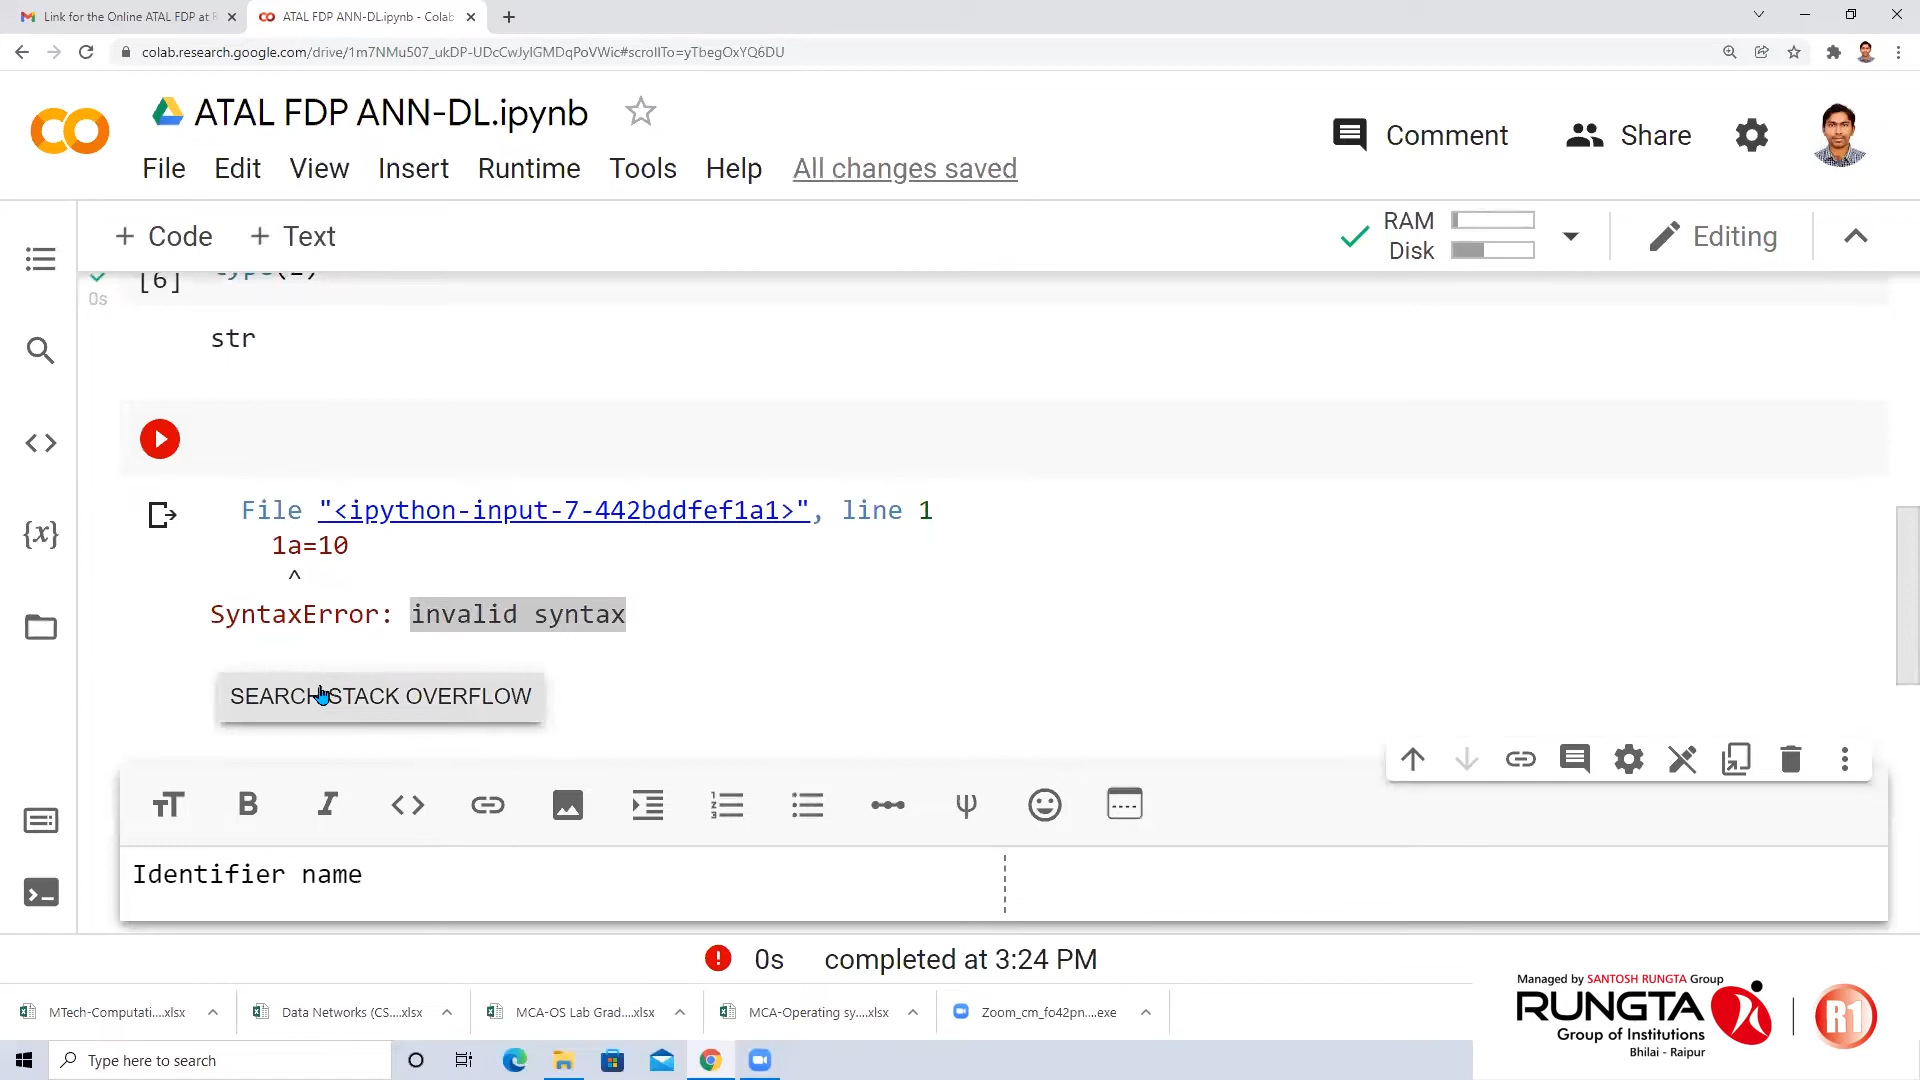 Link for the Online ATAL FDP at R
ATAL FDP ANN-DL.ipynb - Colab
colab.research.google.com/drive/1m7NMu507_ukDP-UDcCwJyIGMDqPoVWic#scrollTo=yTbegOxYQ6DU
CO
ATAL FDP ANN-DL.ipynb
Comment
Share
File Edit View Insert Runtime Tools Help All changes saved
+ Code + Text
RAM
Disk
Editing
[6]
0s
str
File "<ipython-input-7-442bddfef1a1>", line 1
1a=10
^
SyntaxError: invalid syntax
SEARCH STACK OVERFLOW
Identifier name
0s completed at 3:24 PM
Managed by SANTOSH RUNGTA Group
RUNGTA
Group of Institutions
Bhilai - Raipur
R1
MTech-Computati....xlsx
Data Networks (CS....xlsx
MCA-OS Lab Grad....xlsx
MCA-Operating sy....xlsx
Zoom_cm_fo42pn....exe
Type here to search